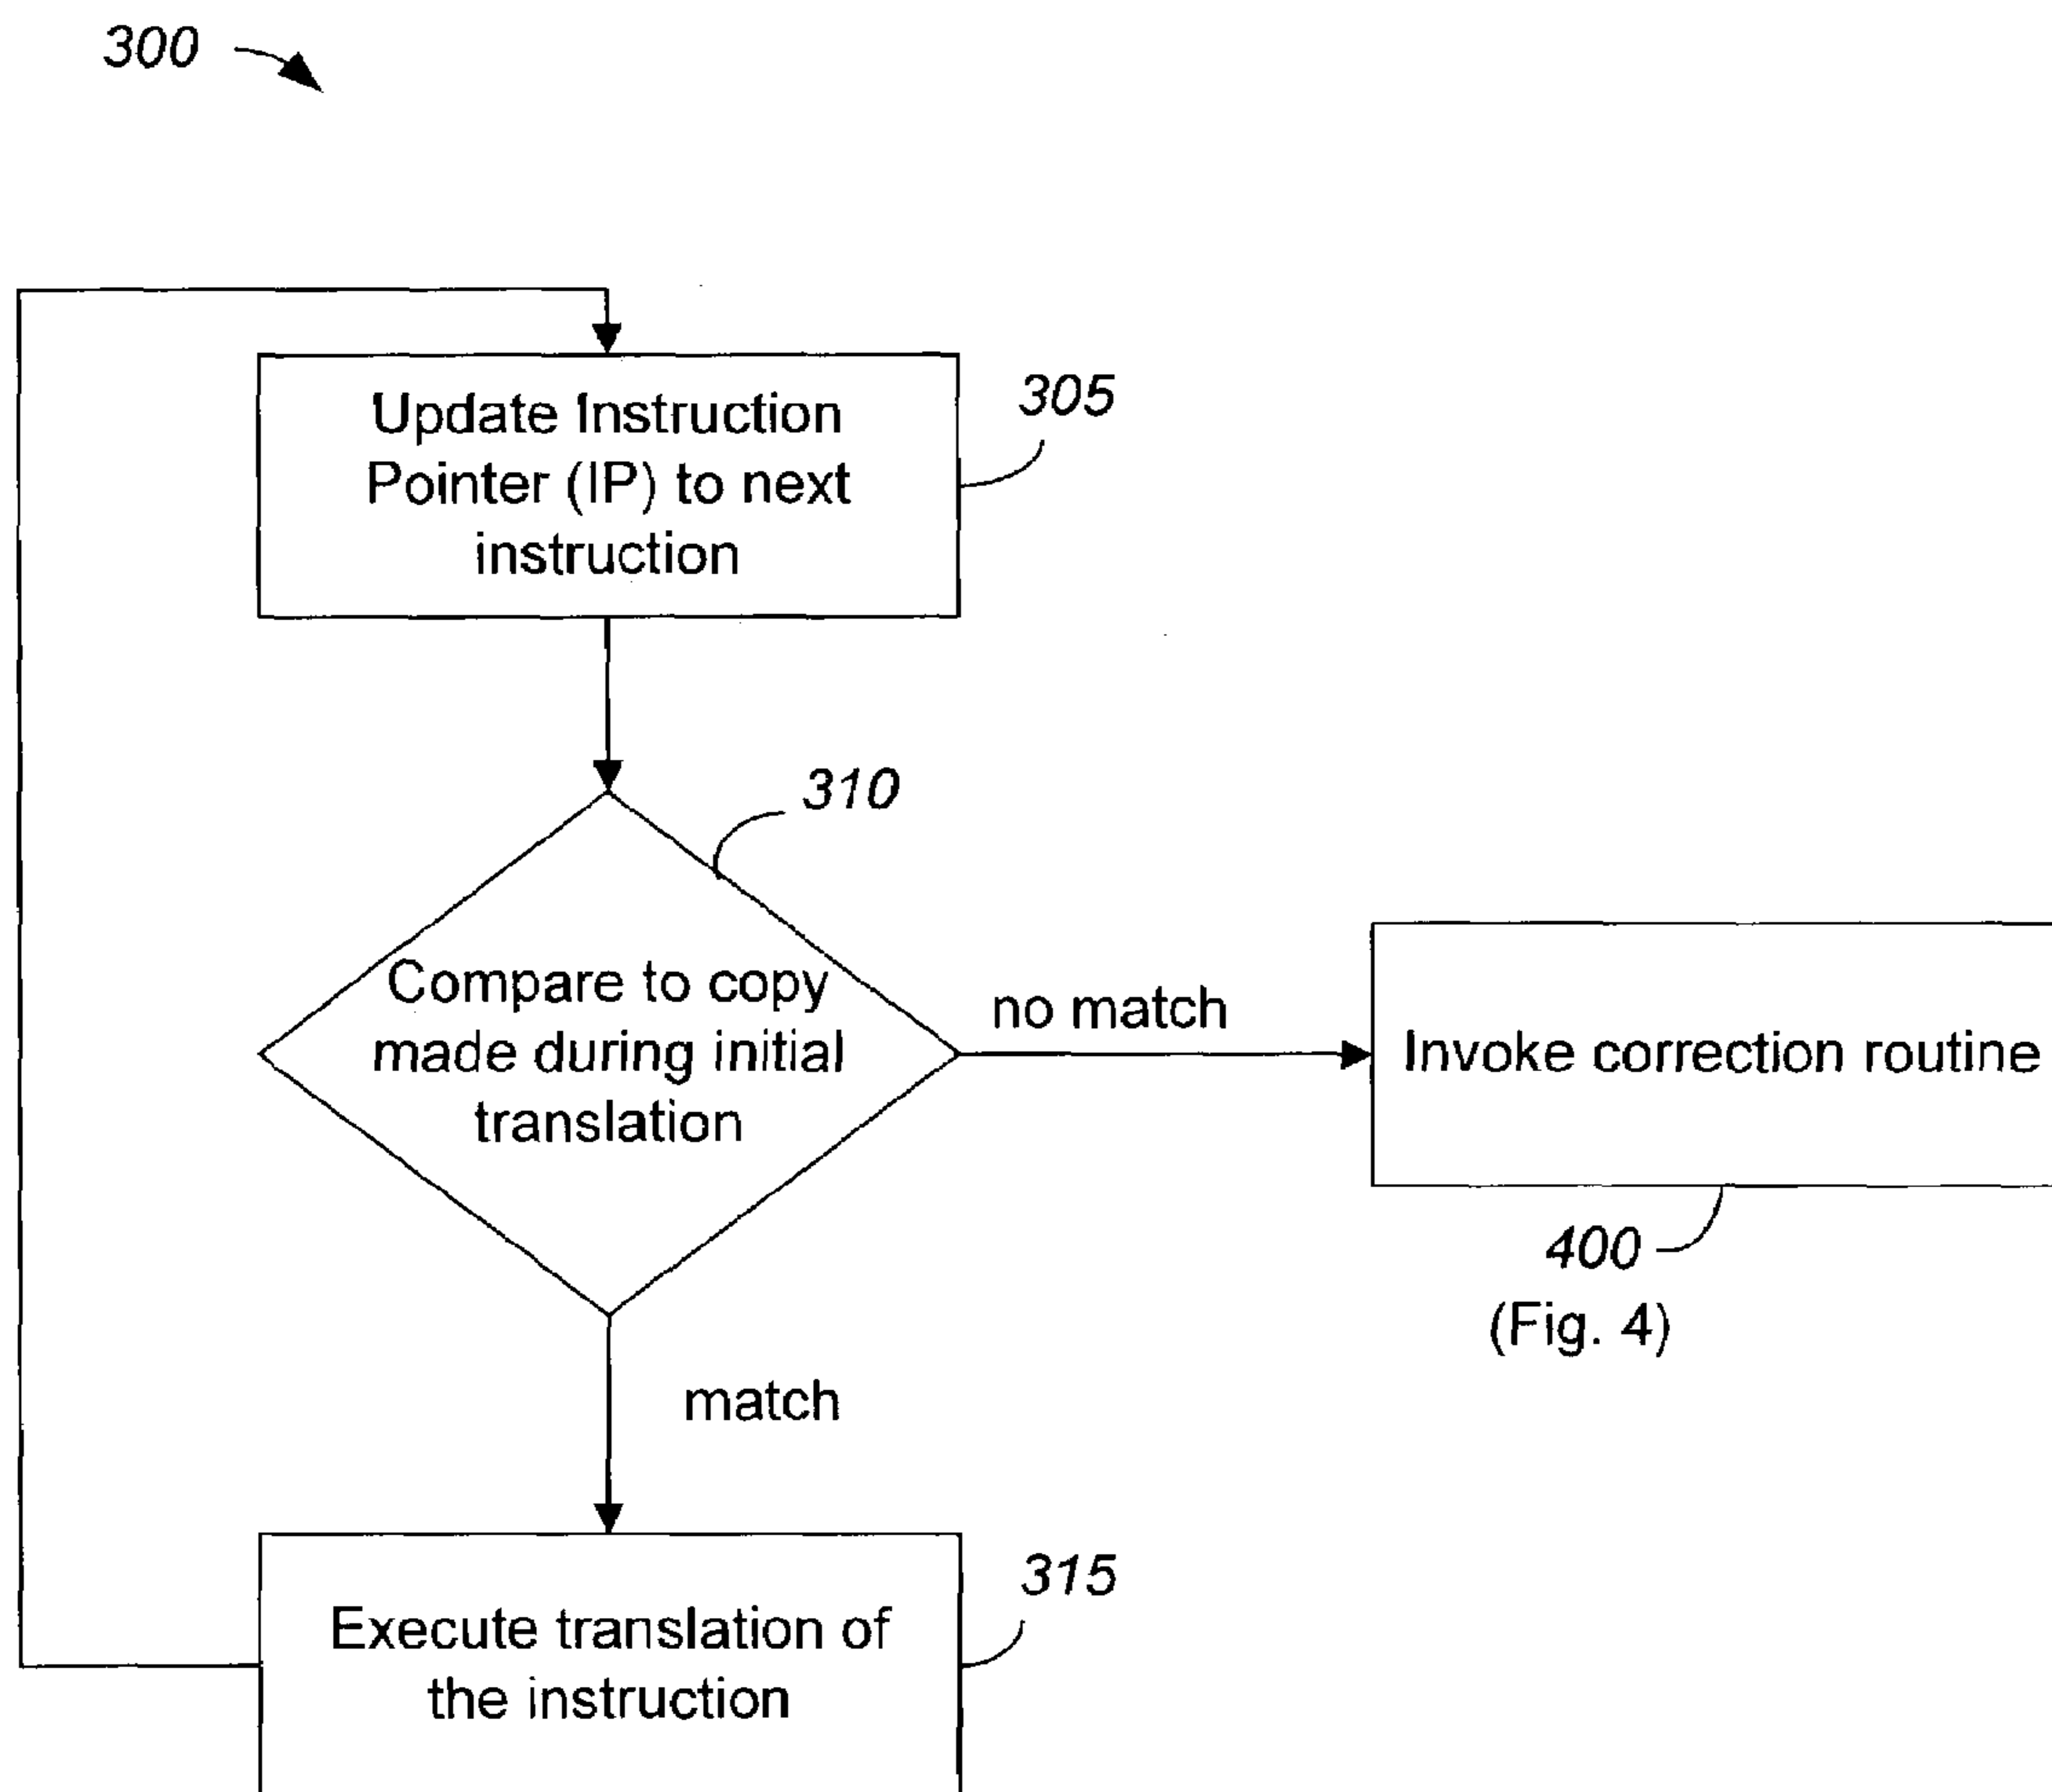 300
Update Instruction
Pointer (IP) to next
instruction
305
310
Compare to copy
made during initial
translation
no match
Invoke correction routine
400
(Fig. 4)
match
315
Execute translation of
the instruction